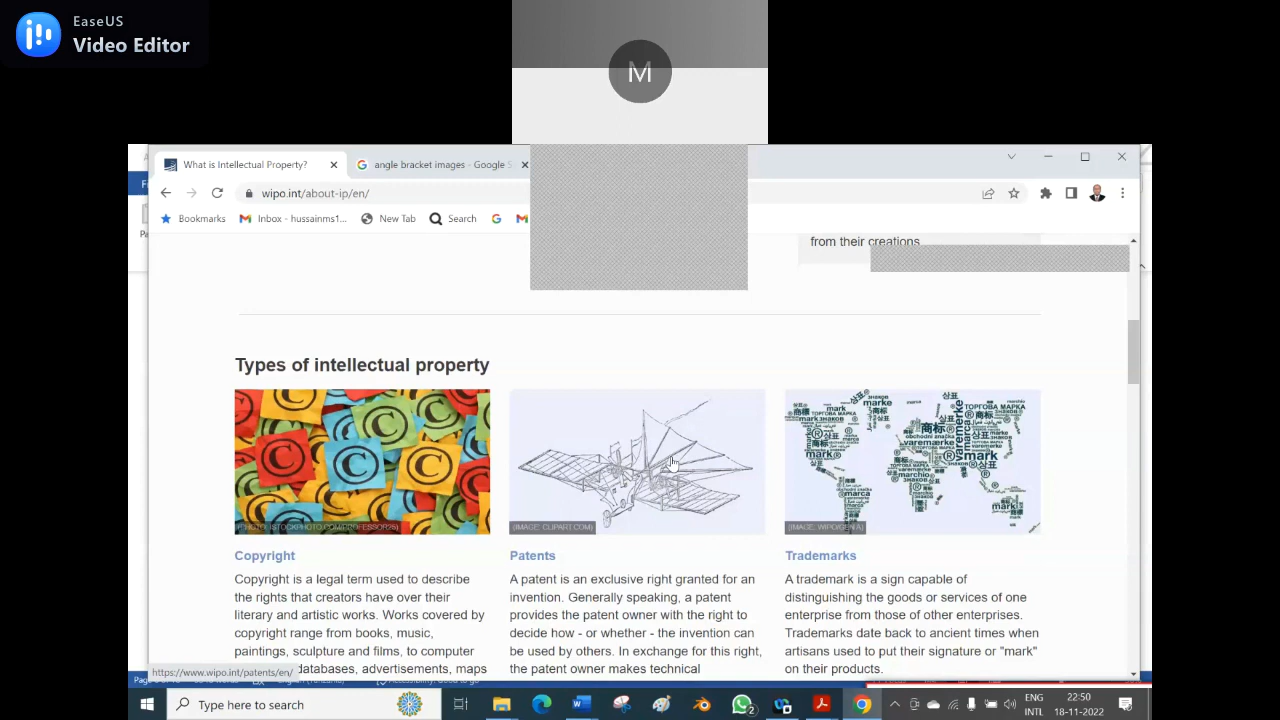 EaseUS
Video Editor
M
What is Intellectual Property?
angle bracket images - Google S
wipo.int/about-ip/en/
Bookmarks
Inbox - hussainms1...
New Tab
Search
from their creations
Types of intellectual property
(PHOTO: ISTOCKPHOTO.COM/PROFESSOR25)
(IMAGE: CLIPART.COM)
(IMAGE: WIPO/GEN A)
Copyright
Copyright is a legal term used to describe
the rights that creators have over their
literary and artistic works. Works covered by
copyright range from books, music,
paintings, sculpture and films, to computer
databases, advertisements, maps
Patents
A patent is an exclusive right granted for an
invention. Generally speaking, a patent
provides the patent owner with the right to
decide how - or whether - the invention can
be used by others. In exchange for this right,
the patent owner makes technical
Trademarks
A trademark is a sign capable of
distinguishing the goods or services of one
enterprise from those of other enterprises.
Trademarks date back to ancient times when
artisans used to put their signature or "mark"
on their products.
https://www.wipo.int/patents/en/
Type here to search
2
ENG
INTL
22:50
18-11-2022